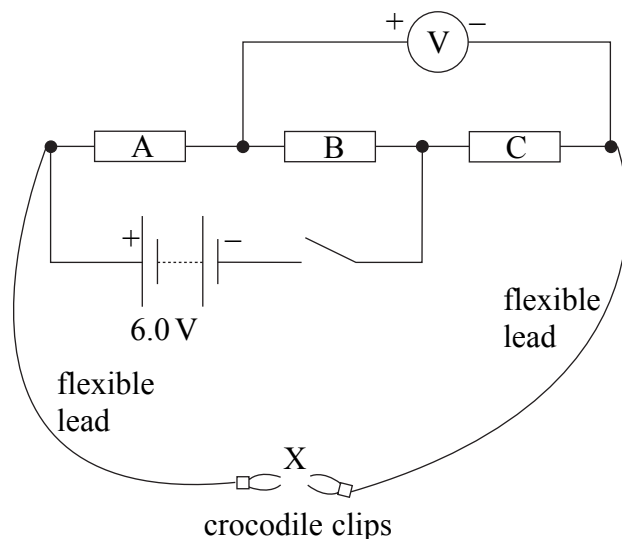 + V –
A B C
+ –
6.0 V
flexible
lead
flexible
lead
X
crocodile clips